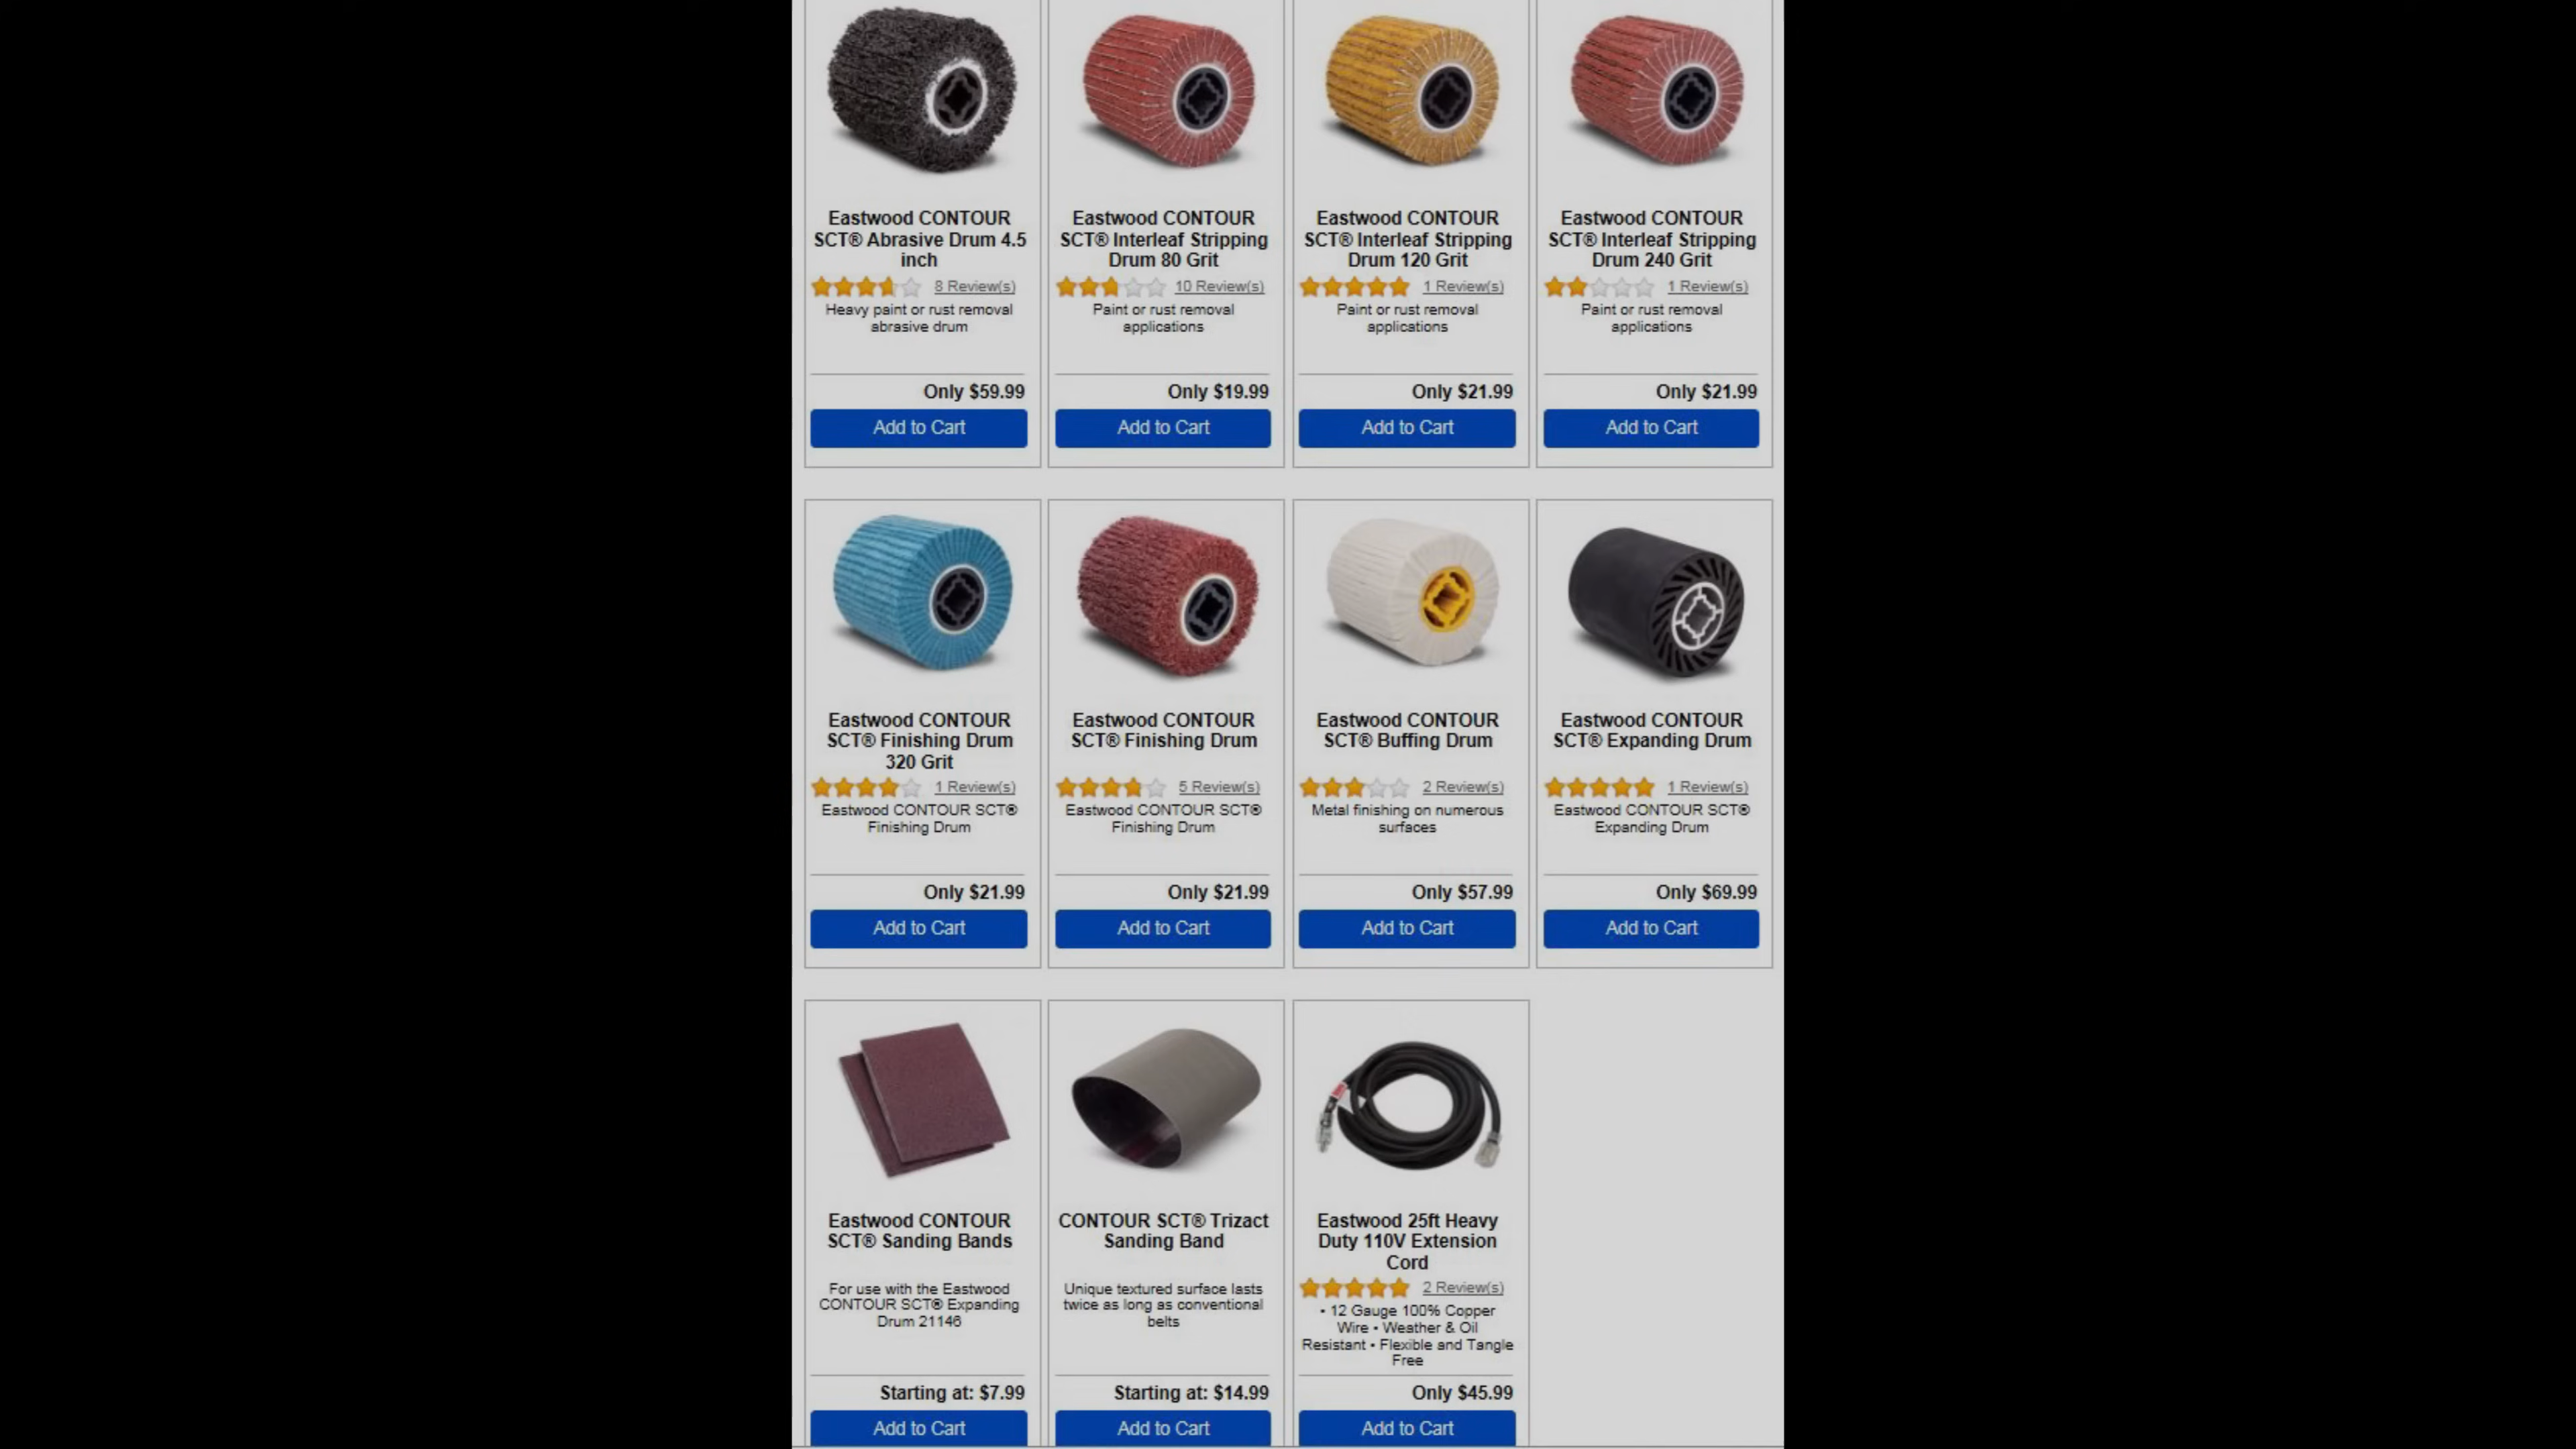 Eastwood CONTOUR
SCT® Abrasive Drum 4.5
inch
8 Review(s)
Heavy paint or rust removal
abrasive drum
Only $59.99
Add to Cart
Eastwood CONTOUR
SCT® Interleaf Stripping
Drum 80 Grit
10 Review(s)
Paint or rust removal
applications
Only $19.99
Add to Cart
Eastwood CONTOUR
SCT® Interleaf Stripping
Drum 120 Grit
1 Review(s)
Paint or rust removal
applications
Only $21.99
Add to Cart
Eastwood CONTOUR
SCT® Interleaf Stripping
Drum 240 Grit
1 Review(s)
Paint or rust removal
applications
Only $21.99
Add to Cart
Eastwood CONTOUR
SCT® Finishing Drum
320 Grit
1 Review(s)
Eastwood CONTOUR SCT®
Finishing Drum
Only $21.99
Add to Cart
Eastwood CONTOUR
SCT® Finishing Drum
5 Review(s)
Eastwood CONTOUR SCT®
Finishing Drum
Only $21.99
Add to Cart
Eastwood CONTOUR
SCT® Buffing Drum
2 Review(s)
Metal finishing on numerous
surfaces
Only $57.99
Add to Cart
Eastwood CONTOUR
SCT® Expanding Drum
1 Review(s)
Eastwood CONTOUR SCT®
Expanding Drum
Only $69.99
Add to Cart
Eastwood CONTOUR
SCT® Sanding Bands
For use with the Eastwood
CONTOUR SCT® Expanding
Drum 21146
Starting at: $7.99
Add to Cart
CONTOUR SCT® Trizact
Sanding Band
Unique textured surface lasts
twice as long as conventional
belts
Starting at: $14.99
Add to Cart
Eastwood 25ft Heavy
Duty 110V Extension
Cord
2 Review(s)
• 12 Gauge 100% Copper
Wire • Weather & Oil
Resistant • Flexible and Tangle
Free
Only $45.99
Add to Cart